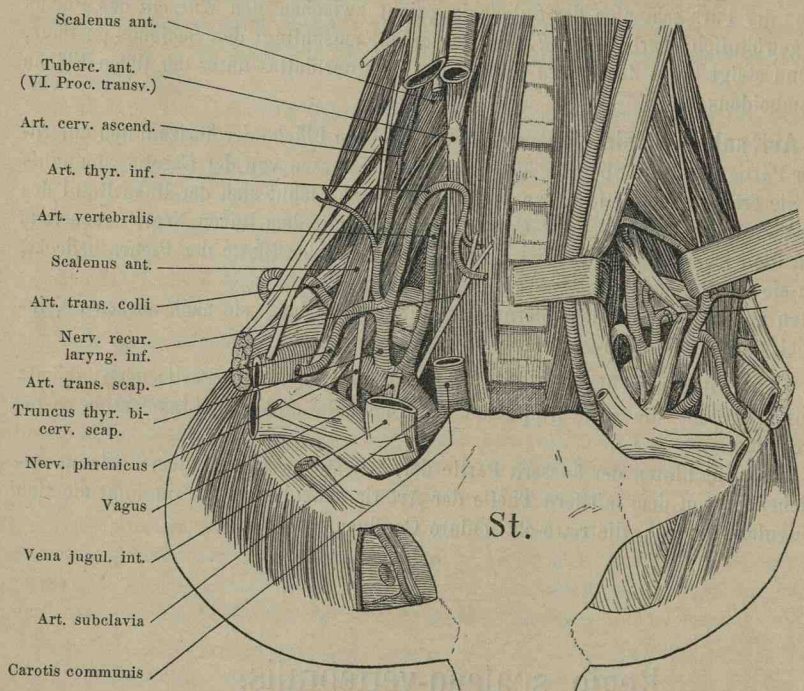 Scalenus ant.
Tuberc. ant.
(VI. Proc. transv.)
Art. cerv. ascend.
Art. thyr. inf.
Art. vertebralis
Scalenus ant.
Art. trans. colli
Nerv. recur.
laryng. inf.
Art. trans. scap.
Truncus thyr. bi-
cerv. scap.
Nerv. phrenicus
Vagus
Vena jugul. int.
Art. subclavia
Carotis communis
St.